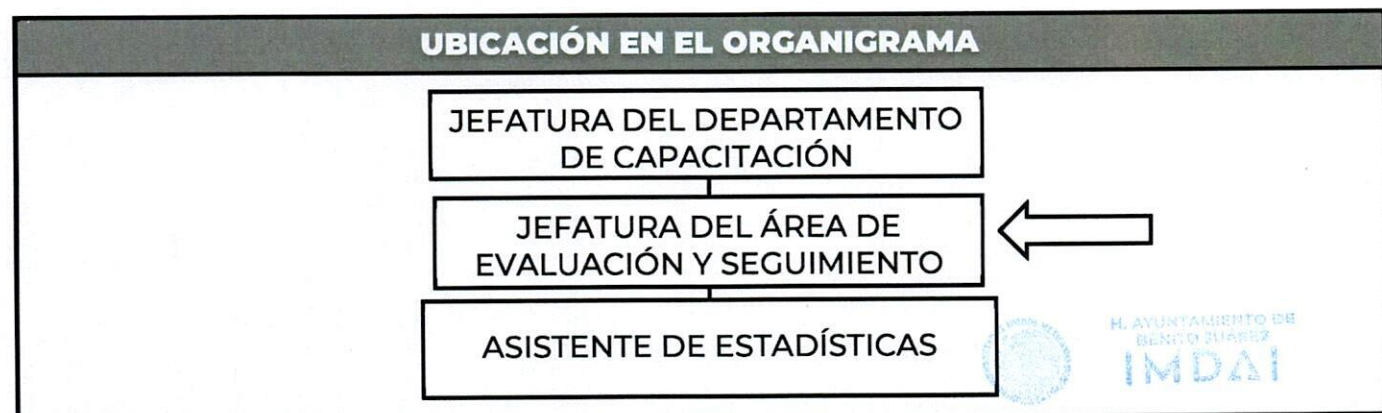 UBICACIÓN EN EL ORGANIGRAMA
JEFATURA DEL DEPARTAMENTO
DE CAPACITACIÓN
JEFATURA DEL ÁREA DE
EVALUACIÓN Y SEGUIMIENTO
ASISTENTE DE ESTADÍSTICAS
H. AYUNTAMIENTO DE
BENITO JUÁREZ
IMDAI